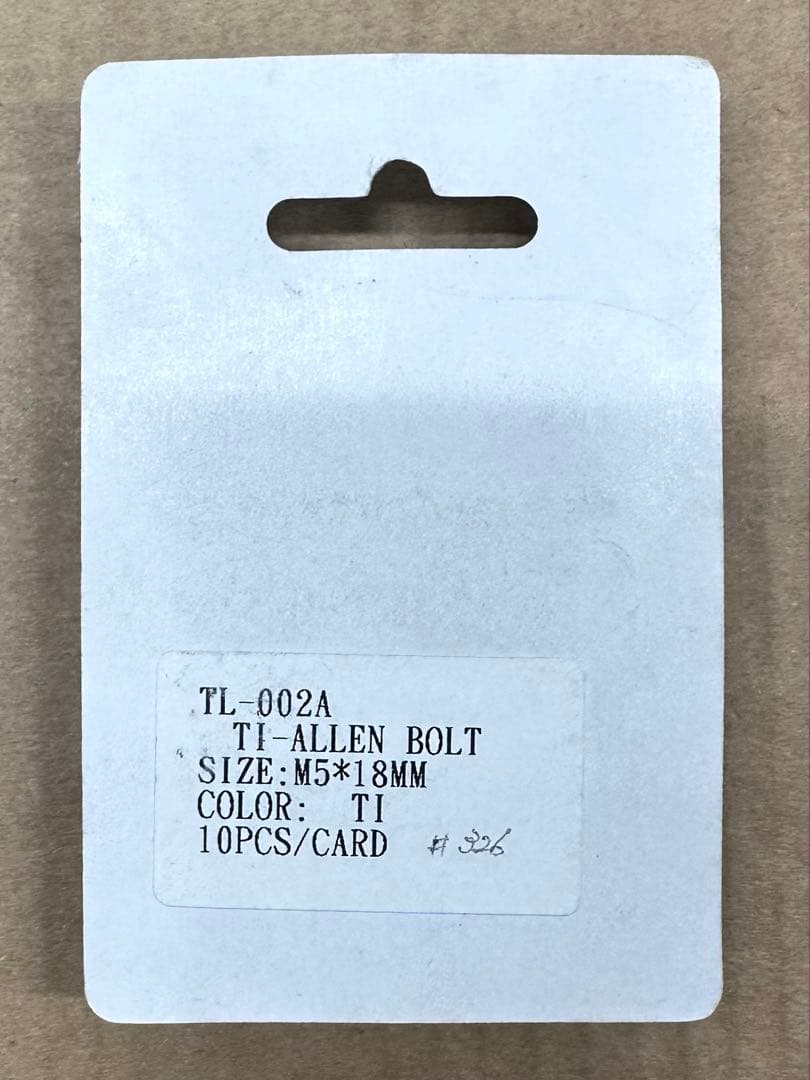 TL-002A
TI-ALLEN BOLT
SIZE:M5*18MM
COLOR: TI
10PCS/CARD # 326